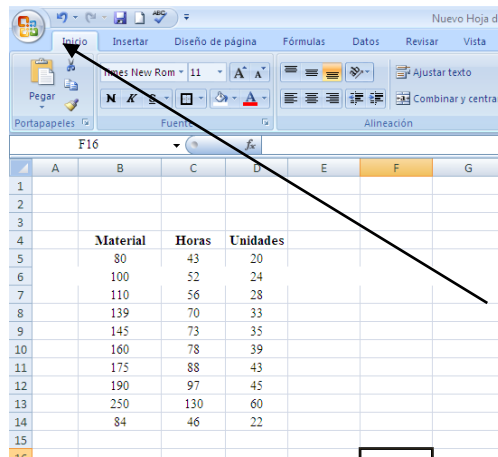 Nuevo Hoja d
Inicio Insertar Diseño de página Fórmulas Datos Revisar Vista
Pegar Times New Rom 11 A A Ajustar texto
N K S A Combinar y centra
Portapapeles Fuente Alineación
F16 fx
A B C D E F G
1
2
3
4 Material Horas Unidades
5 80 43 20
6 100 52 24
7 110 56 28
8 139 70 33
9 145 73 35
10 160 78 39
11 175 88 43
12 190 97 45
13 250 130 60
14 84 46 22
15
16